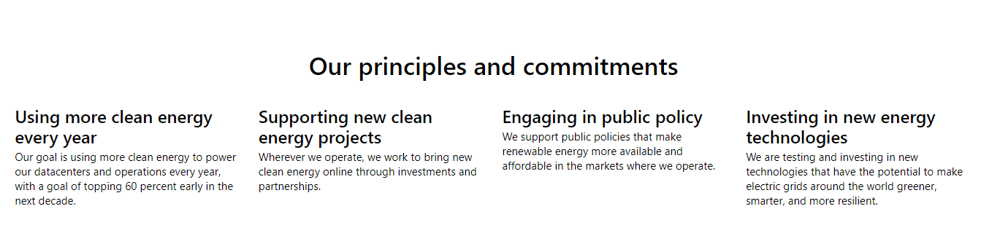 Our principles and commitments
Using more clean energy
every year
Our goal is using more clean energy to power
our datacenters and operations every year,
with a goal of topping 60 percent early in the
next decade.
Supporting new clean
energy projects
Wherever we operate, we work to bring new
clean energy online through investments and
partnerships.
Engaging in public policy
We support public policies that make
renewable energy more available and
affordable in the markets where we operate.
Investing in new energy
technologies
We are testing and investing in new
technologies that have the potential to make
electric grids around the world greener,
smarter, and more resilient.